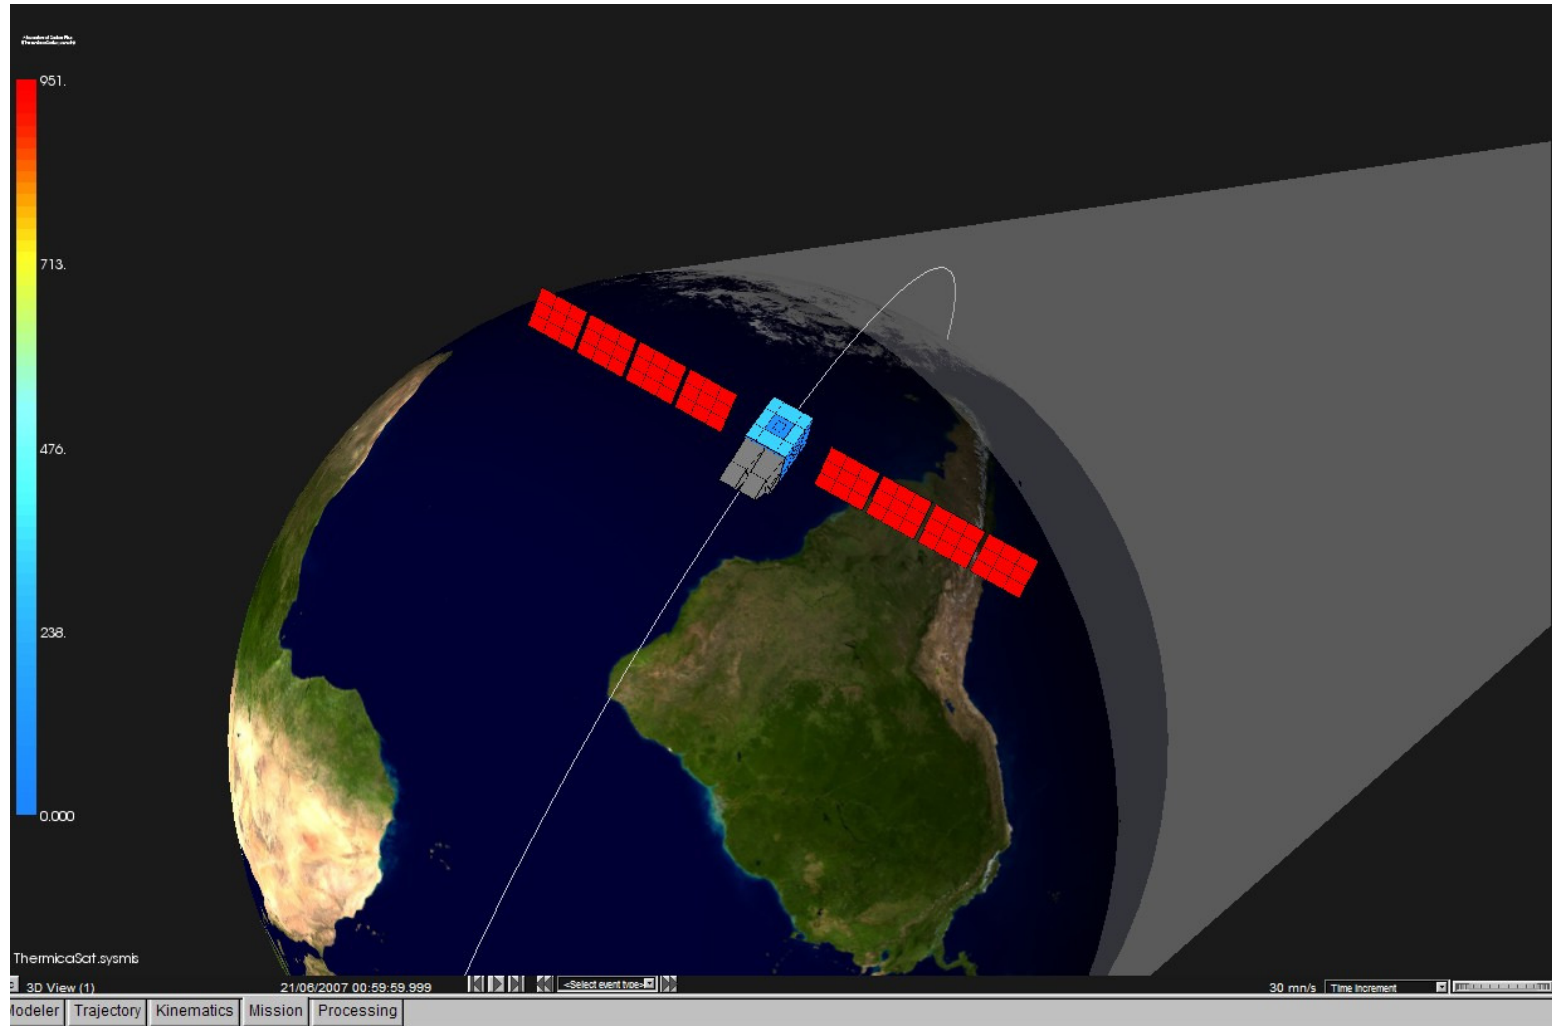 951.
713.
476.
238.
0.000
ThermicaSat.sysmis
3D View (1)
21/06/2007 00:59:59.999
<Select event type>
30 mn/s
Time Increment
Modeler
Trajectory
Kinematics
Mission
Processing